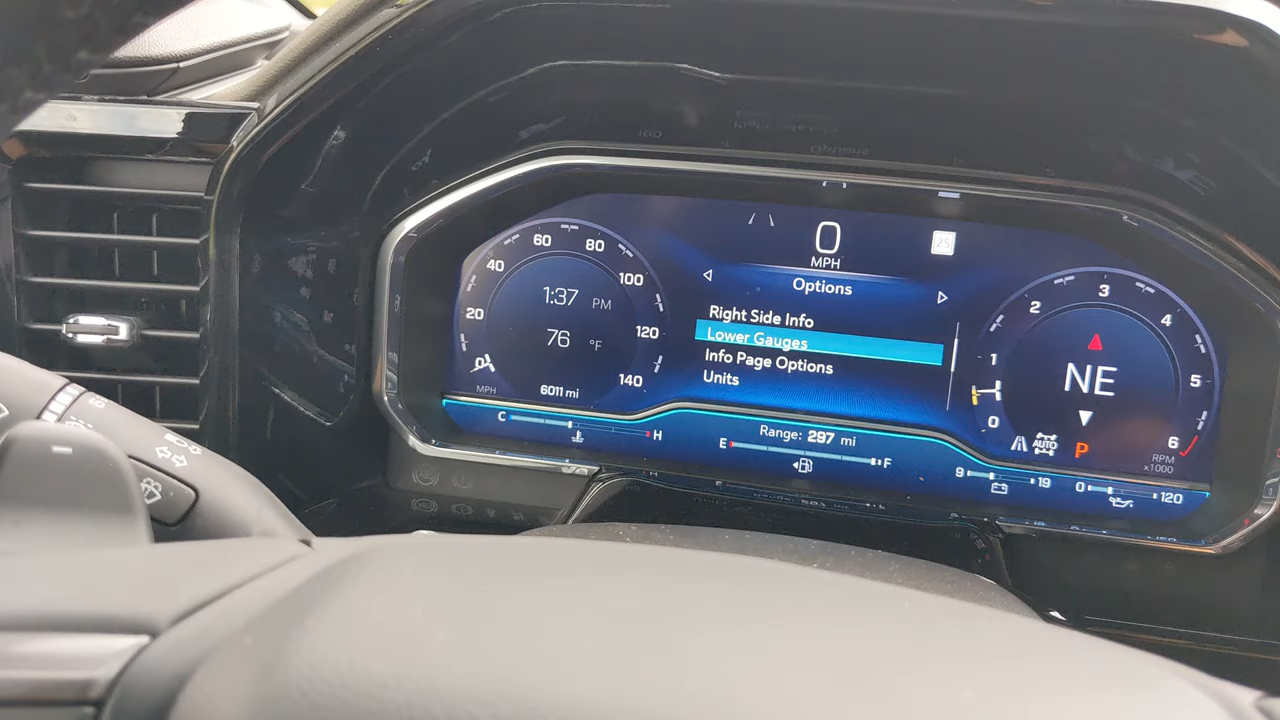 0
MPH
25
Options
Right Side Info
Lower Gauges
Info Page Options
Units
0 20 40 60 80 100 120 140
1:37 PM
76 °F
MPH
6011 mi
0 1 2 3 4 5 6
NE
AUTO
P
RPM
x1000
C H
Range: 297 mi
E F
9 19
0 120